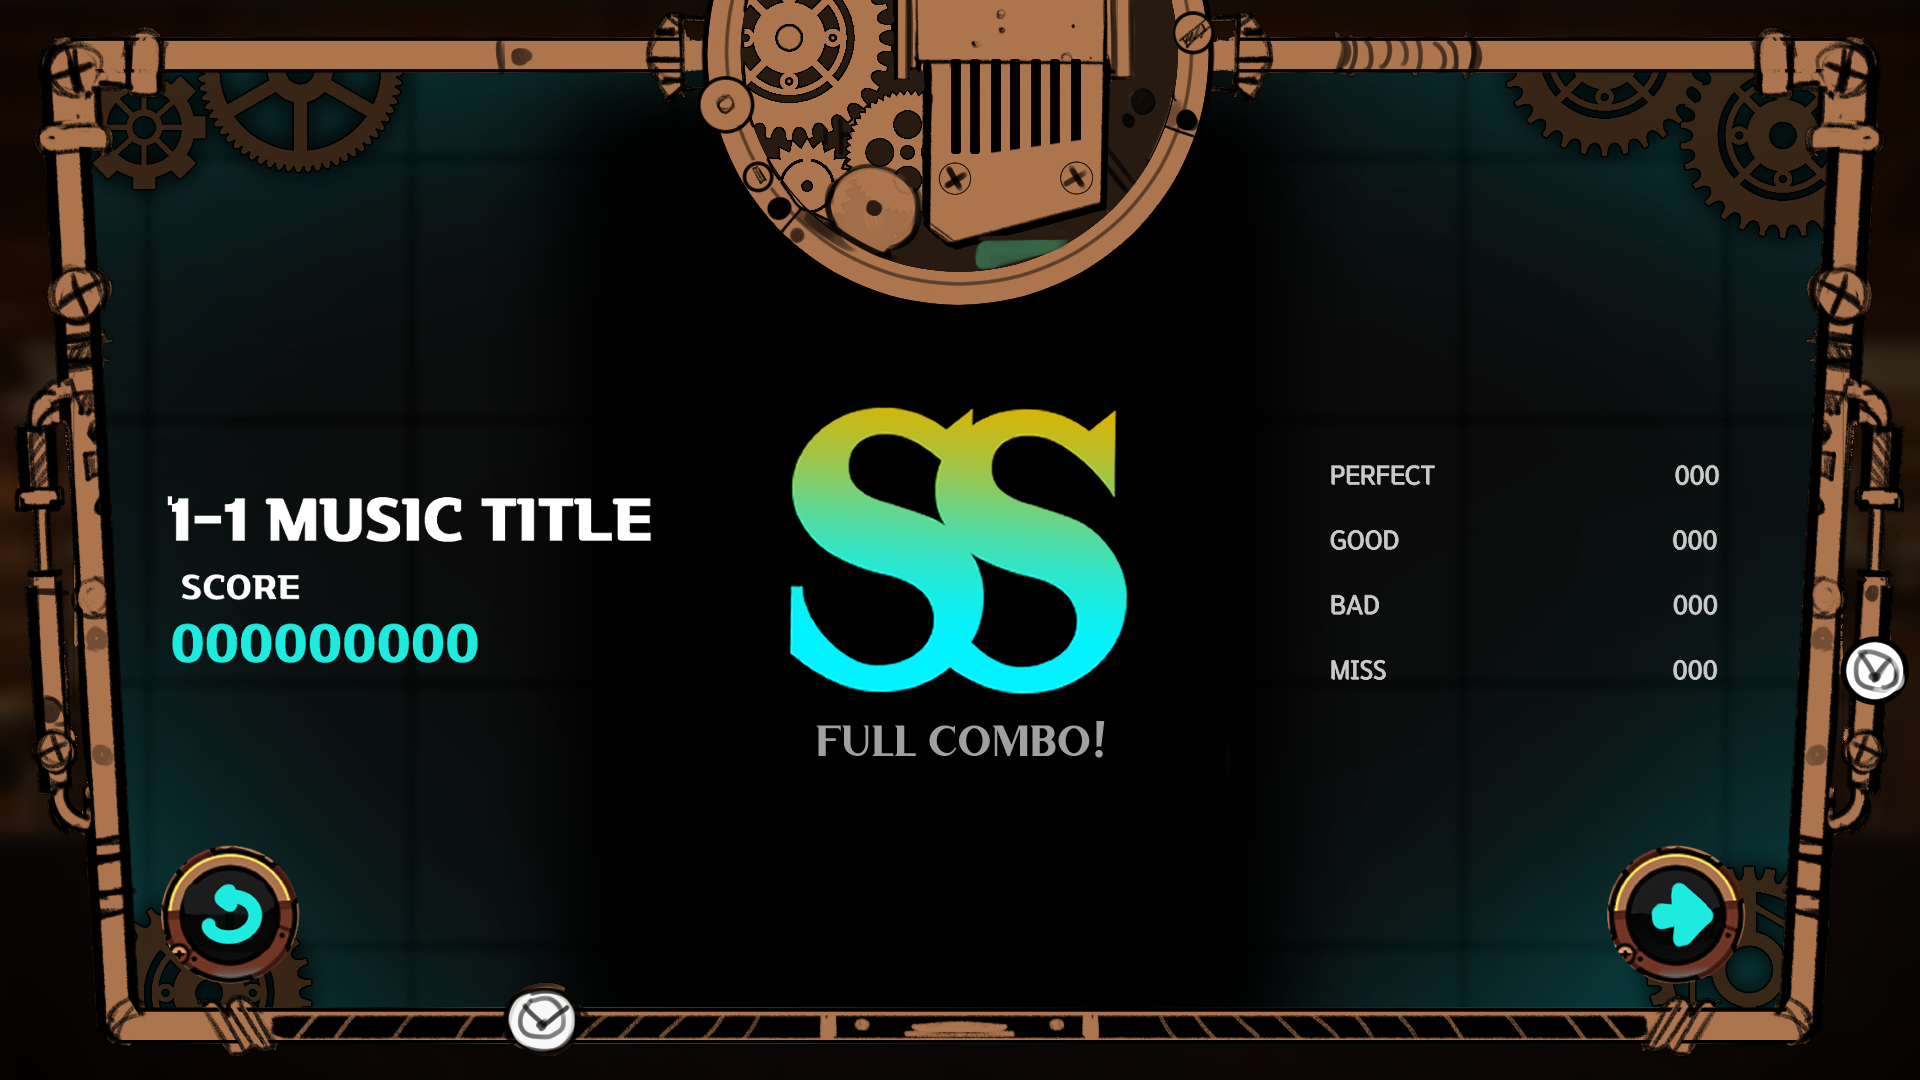 1-1 MUSIC TITLE
SCORE
000000000
SS
FULL COMBO!
PERFECT 000
GOOD 000
BAD 000
MISS 000